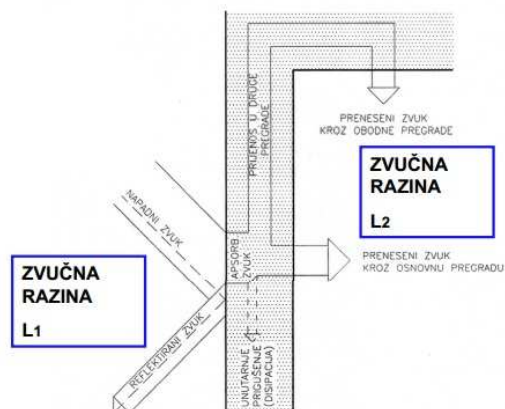 PRIJENOS U DRUGE
PREGRADE
PRENESENI ZVUK
KROZ OBODNE PREGRADE
ZVUČNA
RAZINA
L2
NAPADNI ZVUK
APSORB.
ZVUK
PRENESENI ZVUK
KROZ OSNOVNU PREGRADU
ZVUČNA
RAZINA
L1
REFLEKTIRANI ZVUK
UNUTARNJE
PRIGUŠENJE
(DISIPACIJA)